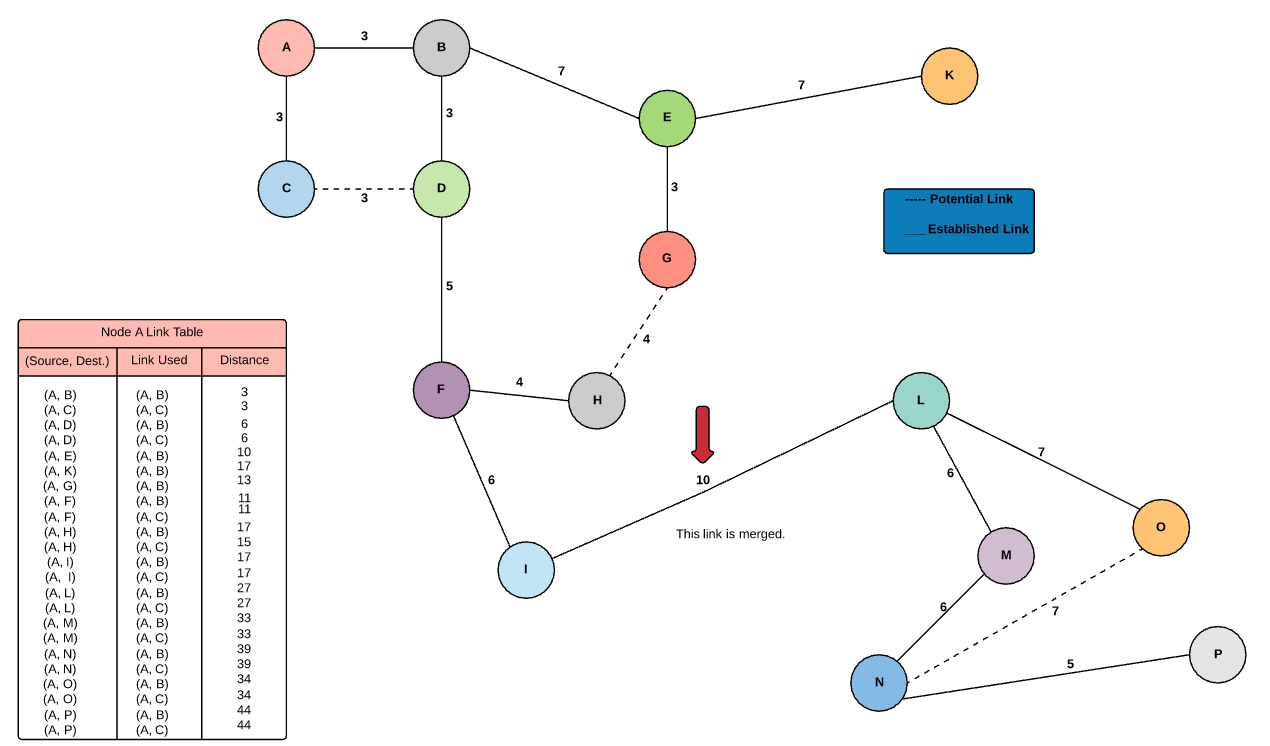 A
3
B
7
K
7
E
3
3
3
C
3
D
----- Potential Link
___ Established Link
G
5
4
Node A Link Table
(Source, Dest.) Link Used Distance
(A, B) (A, B) 3
(A, C) (A, C) 3
(A, D) (A, B) 6
(A, D) (A, C) 6
(A, E) (A, B) 10
(A, K) (A, B) 17
(A, G) (A, B) 13
(A, F) (A, B) 11
(A, F) (A, C) 11
(A, H) (A, B) 17
(A, H) (A, C) 15
(A, I) (A, B) 17
(A, I) (A, C) 17
(A, L) (A, B) 27
(A, L) (A, C) 27
(A, M) (A, B) 33
(A, M) (A, C) 33
(A, N) (A, B) 39
(A, N) (A, C) 39
(A, O) (A, B) 34
(A, O) (A, C) 34
(A, P) (A, B) 44
(A, P) (A, C) 44
F
4
H
L
6
10
6
7
This link is merged.
O
M
I
6
7
N
5
P